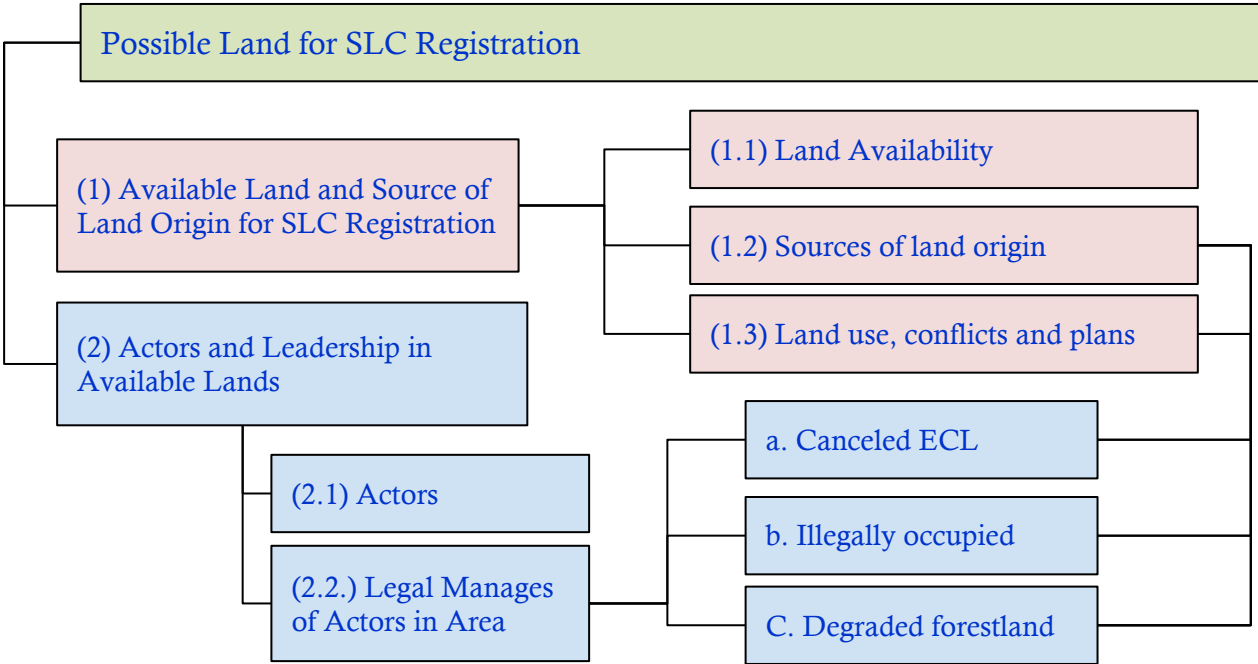 Possible Land for SLC Registration
(1) Available Land and Source of
Land Origin for SLC Registration
(1.1) Land Availability
(1.2) Sources of land origin
(1.3) Land use, conflicts and plans
(2) Actors and Leadership in
Available Lands
(2.1) Actors
(2.2.) Legal Manages
of Actors in Area
a. Canceled ECL
b. Illegally occupied
C. Degraded forestland